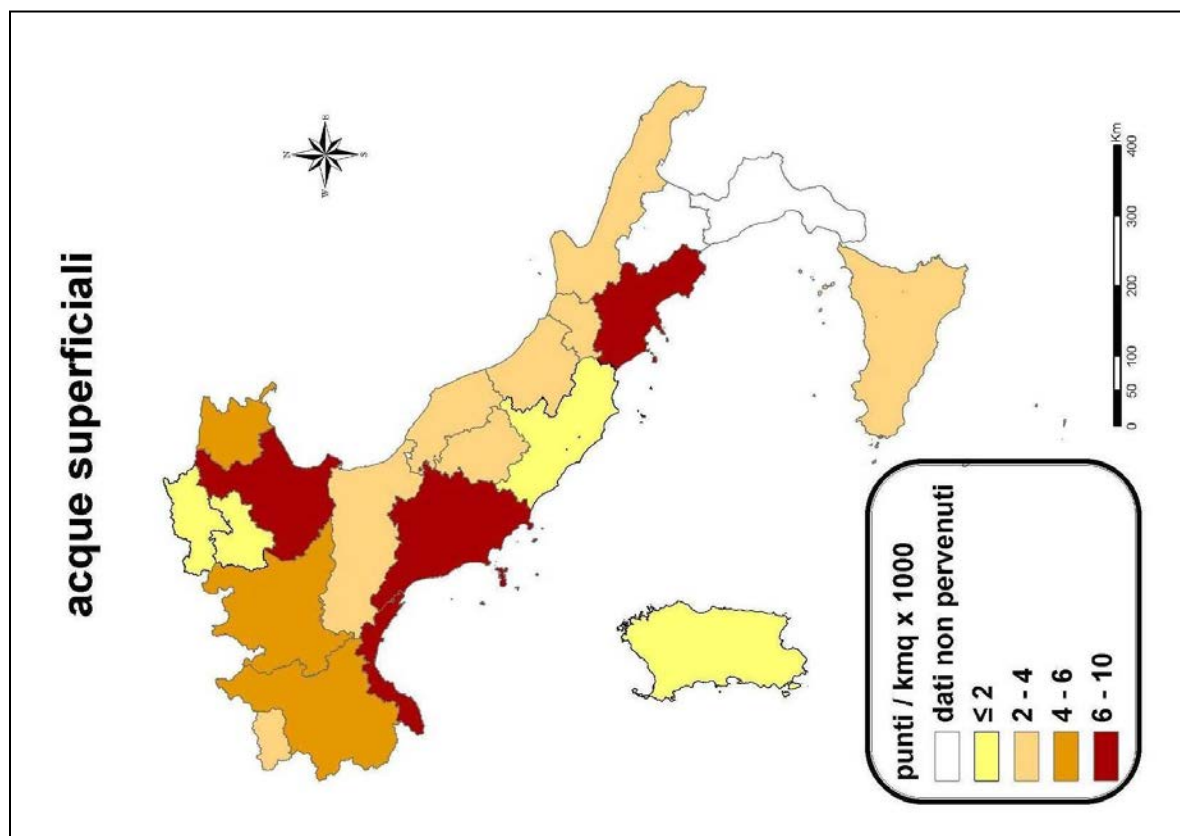 acque superficiali
N
W
E
S
0 50 100 200 300 400
Km
punti / kmq x 1000
dati non pervenuti
≤ 2
2 - 4
4 - 6
6 - 10